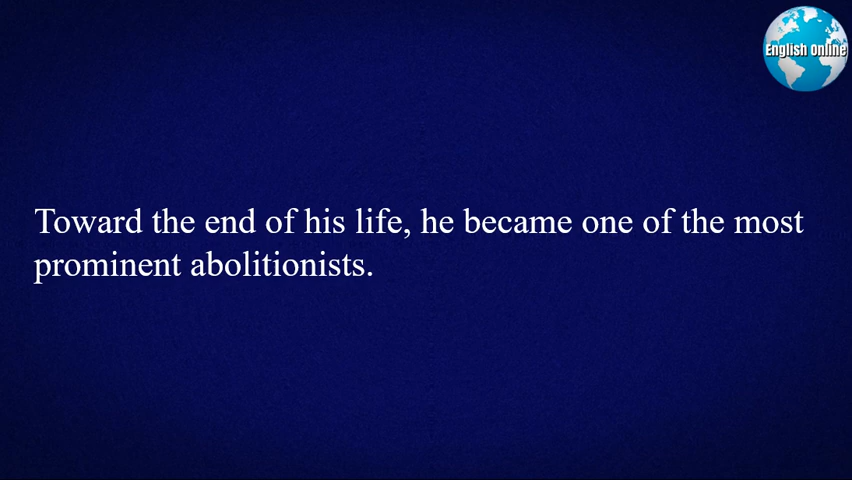 English Online
Toward the end of his life, he became one of the most
prominent abolitionists.